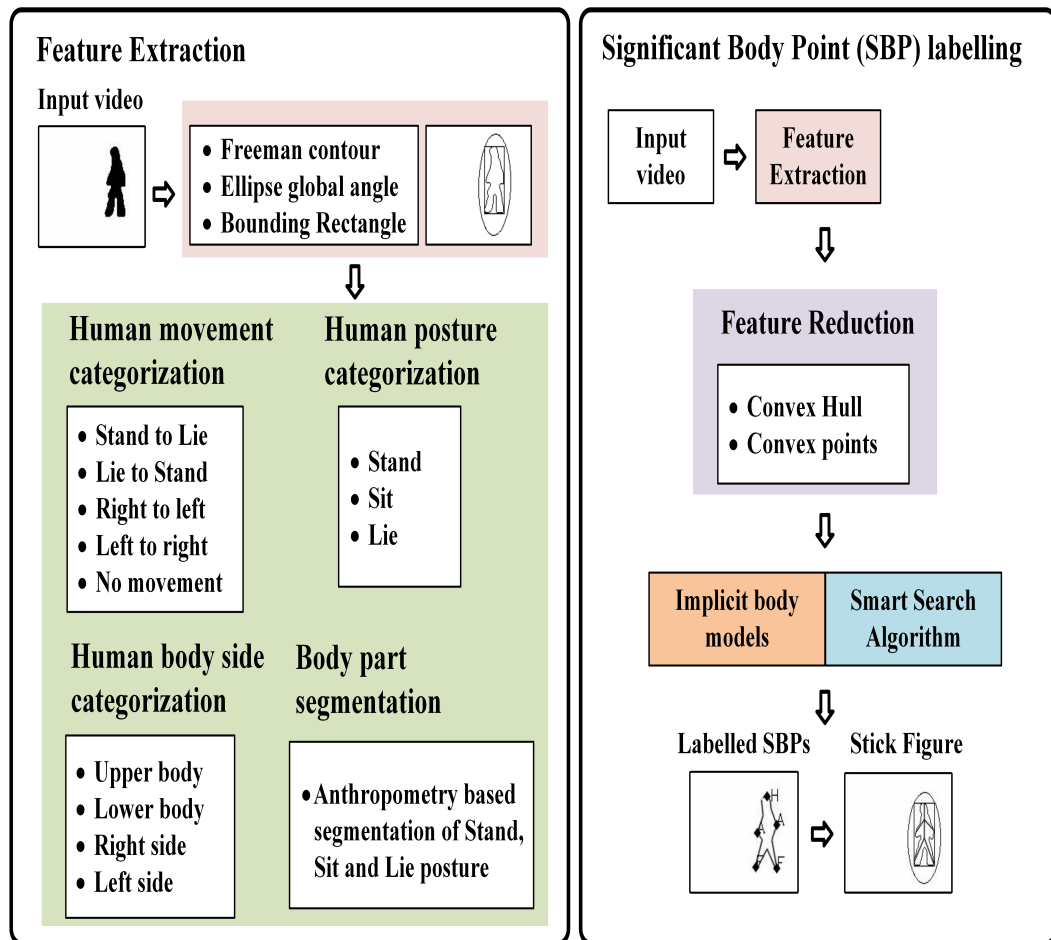 Feature Extraction
Input video
• Freeman contour
• Ellipse global angle
• Bounding Rectangle
Human movement
categorization
• Stand to Lie
• Lie to Stand
• Right to left
• Left to right
• No movement
Human posture
categorization
• Stand
• Sit
• Lie
Human body side
categorization
• Upper body
• Lower body
• Right side
• Left side
Body part
segmentation
• Anthropometry based
segmentation of Stand,
Sit and Lie posture
Significant Body Point (SBP) labelling
Input
video
Feature
Extraction
Feature Reduction
• Convex Hull
• Convex points
Implicit body
models
Smart Search
Algorithm
Labelled SBPs
H
A
A
F
F
Stick Figure